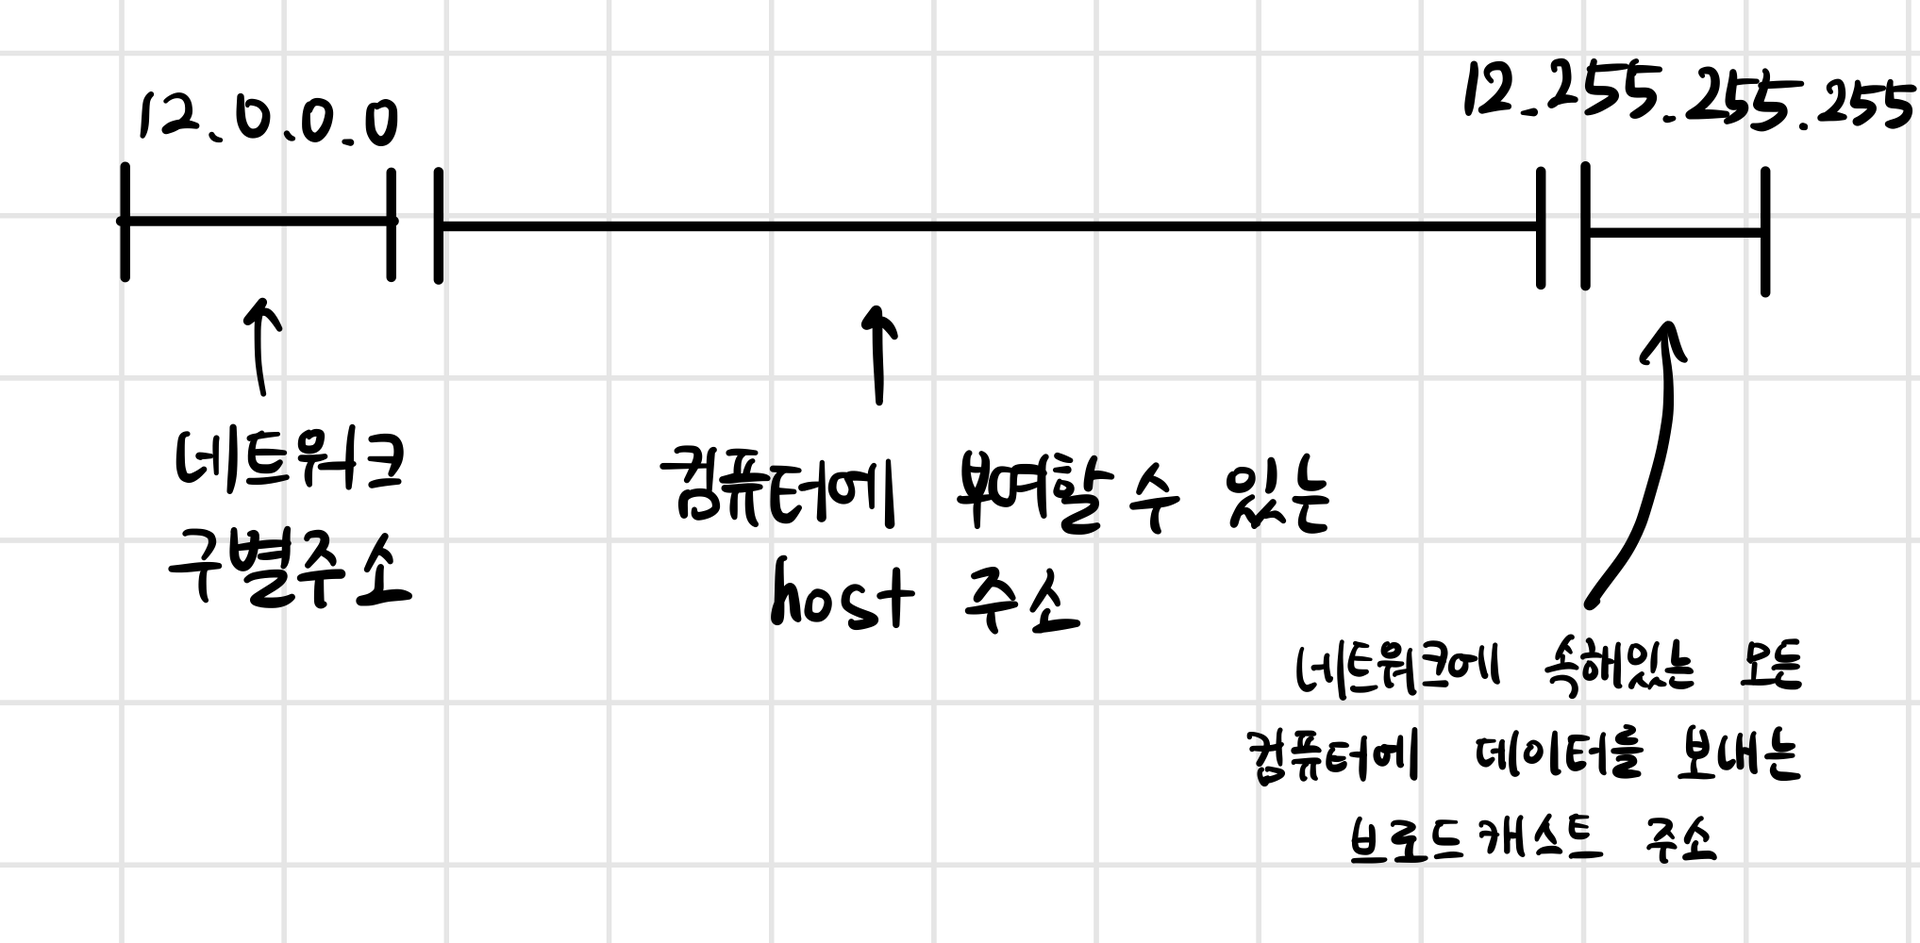 12.0.0.0
12.255.255.255
네트워크
구별주소
컴퓨터에 부여할 수 있는
host 주소
네트워크에 속해있는 모든
컴퓨터에 데이터를 보내는
브로드캐스트 주소